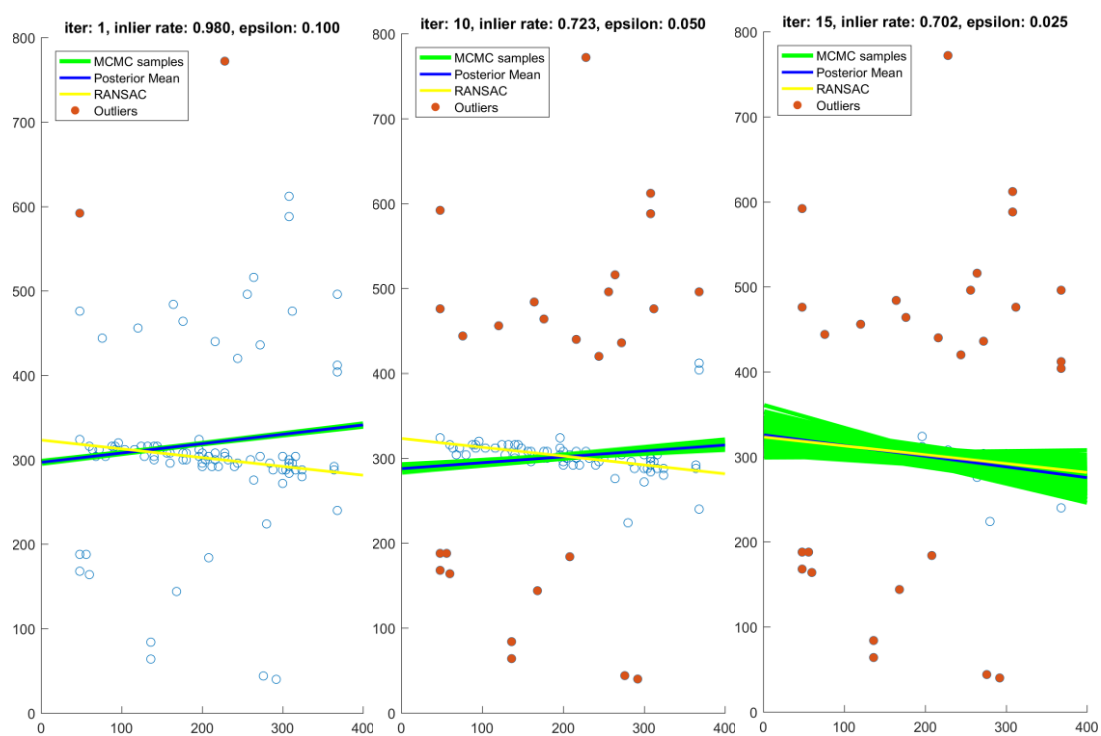 iter: 1, inlier rate: 0.980, epsilon: 0.100
MCMC samples
Posterior Mean
RANSAC
Outliers
800
700
600
500
400
300
200
100
0
0
100
200
300
400
iter: 10, inlier rate: 0.723, epsilon: 0.050
MCMC samples
Posterior Mean
RANSAC
Outliers
800
700
600
500
400
300
200
100
0
0
100
200
300
400
iter: 15, inlier rate: 0.702, epsilon: 0.025
MCMC samples
Posterior Mean
RANSAC
Outliers
800
700
600
500
400
300
200
100
0
0
100
200
300
400